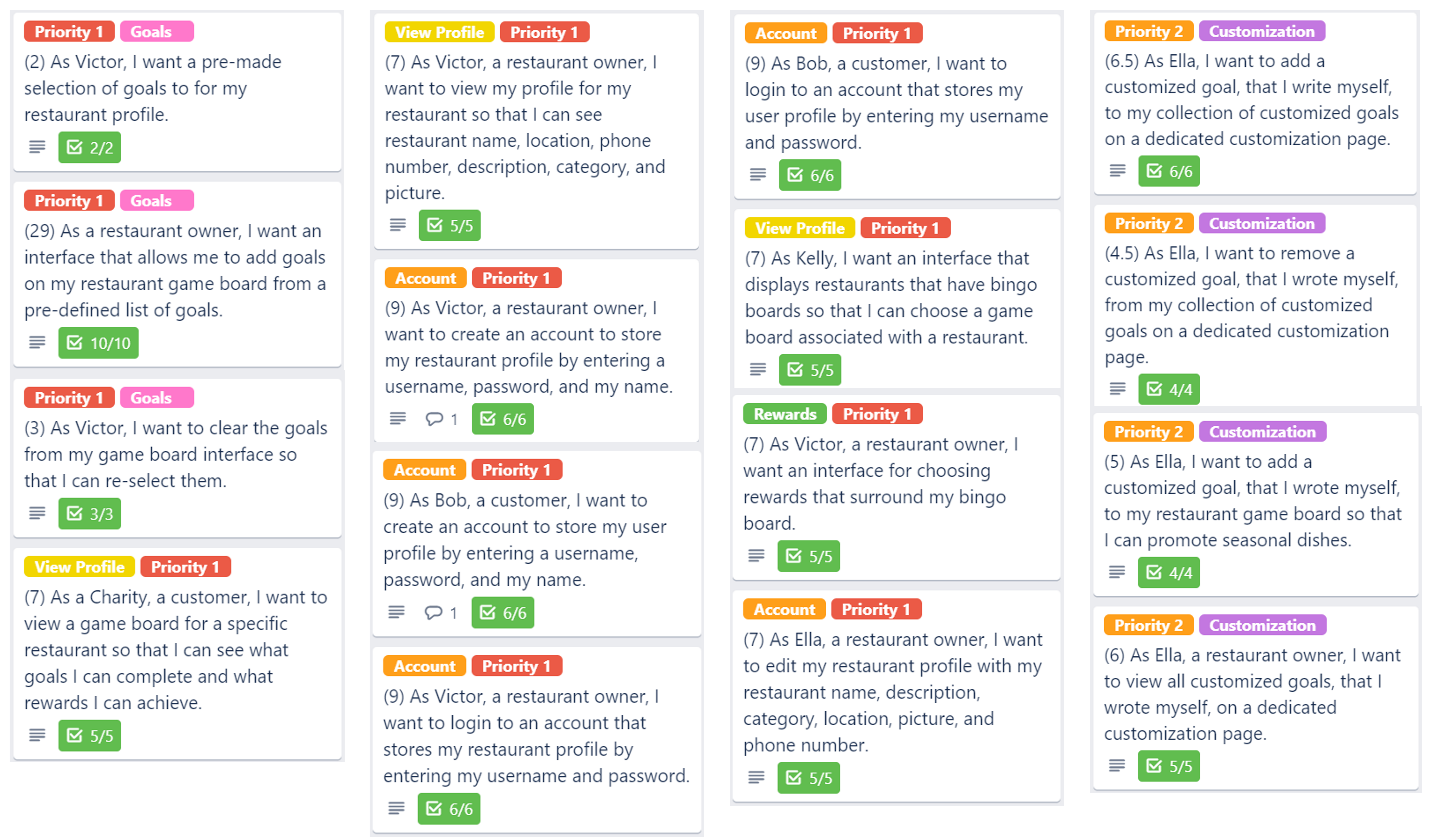 Priority 1 Goals
(2) As Victor, I want a pre-made
selection of goals to for my
restaurant profile.
2/2
Priority 1 Goals
(29) As a restaurant owner, I want an
interface that allows me to add goals
on my restaurant game board from a
pre-defined list of goals.
10/10
Priority 1 Goals
(3) As Victor, I want to clear the goals
from my game board interface so
that I can re-select them.
3/3
View Profile Priority 1
(7) As a Charity, a customer, I want to
view a game board for a specific
restaurant so that I can see what
goals I can complete and what
rewards I can achieve.
5/5
View Profile Priority 1
(7) As Victor, a restaurant owner, I
want to view my profile for my
restaurant so that I can see
restaurant name, location, phone
number, description, category, and
picture.
5/5
Account Priority 1
(9) As Victor, a restaurant owner, I
want to create an account to store
my restaurant profile by entering a
username, password, and my name.
1 6/6
Account Priority 1
(9) As Bob, a customer, I want to
create an account to store my user
profile by entering a username,
password, and my name.
1 6/6
Account Priority 1
(9) As Victor, a restaurant owner, I
want to login to an account that
stores my restaurant profile by
entering my username and password.
6/6
Account Priority 1
(9) As Bob, a customer, I want to
login to an account that stores my
user profile by entering my username
and password.
6/6
View Profile Priority 1
(7) As Kelly, I want an interface that
displays restaurants that have bingo
boards so that I can choose a game
board associated with a restaurant.
5/5
Rewards Priority 1
(7) As Victor, a restaurant owner, I
want an interface for choosing
rewards that surround my bingo
board.
5/5
Account Priority 1
(7) As Ella, a restaurant owner, I want
to edit my restaurant profile with my
restaurant name, description,
category, location, picture, and
phone number.
5/5
Priority 2 Customization
(6.5) As Ella, I want to add a
customized goal, that I write myself,
to my collection of customized goals
on a dedicated customization page.
6/6
Priority 2 Customization
(4.5) As Ella, I want to remove a
customized goal, that I wrote myself,
from my collection of customized
goals on a dedicated customization
page.
4/4
Priority 2 Customization
(5) As Ella, I want to add a
customized goal, that I wrote myself,
to my restaurant game board so that
I can promote seasonal dishes.
4/4
Priority 2 Customization
(6) As Ella, a restaurant owner, I want
to view all customized goals, that I
wrote myself, on a dedicated
customization page.
5/5